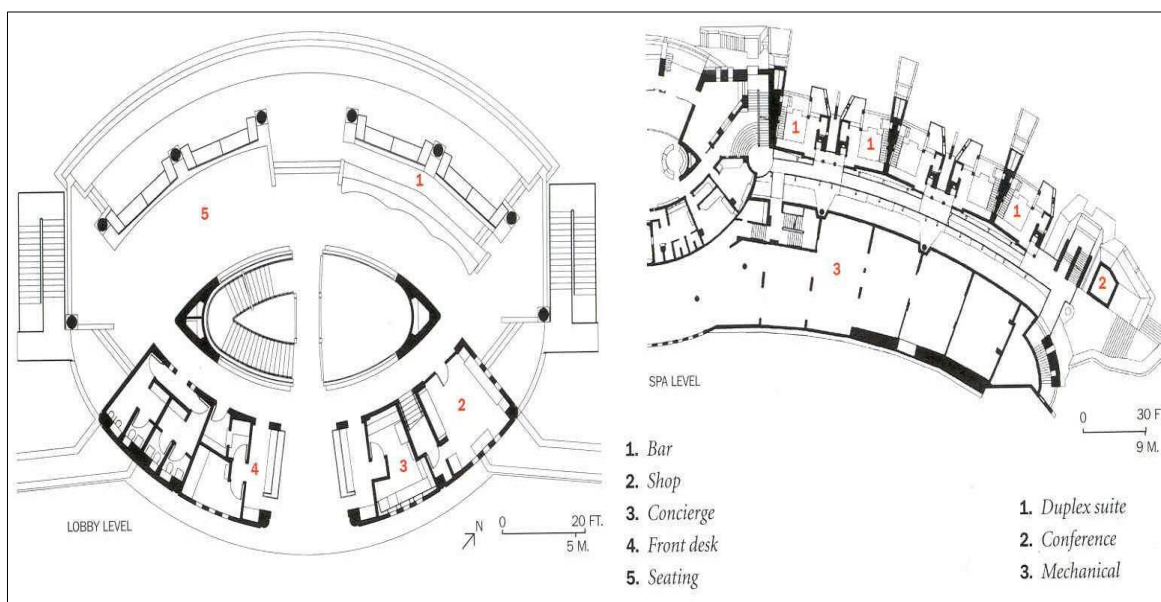 1
5
2
3
4
LOBBY LEVEL
N
0 20 FT.
5 M.
1
1
1
2
3
SPA LEVEL
0 30 F
9 M.
1. Bar
2. Shop
3. Concierge
4. Front desk
5. Seating
1. Duplex suite
2. Conference
3. Mechanical